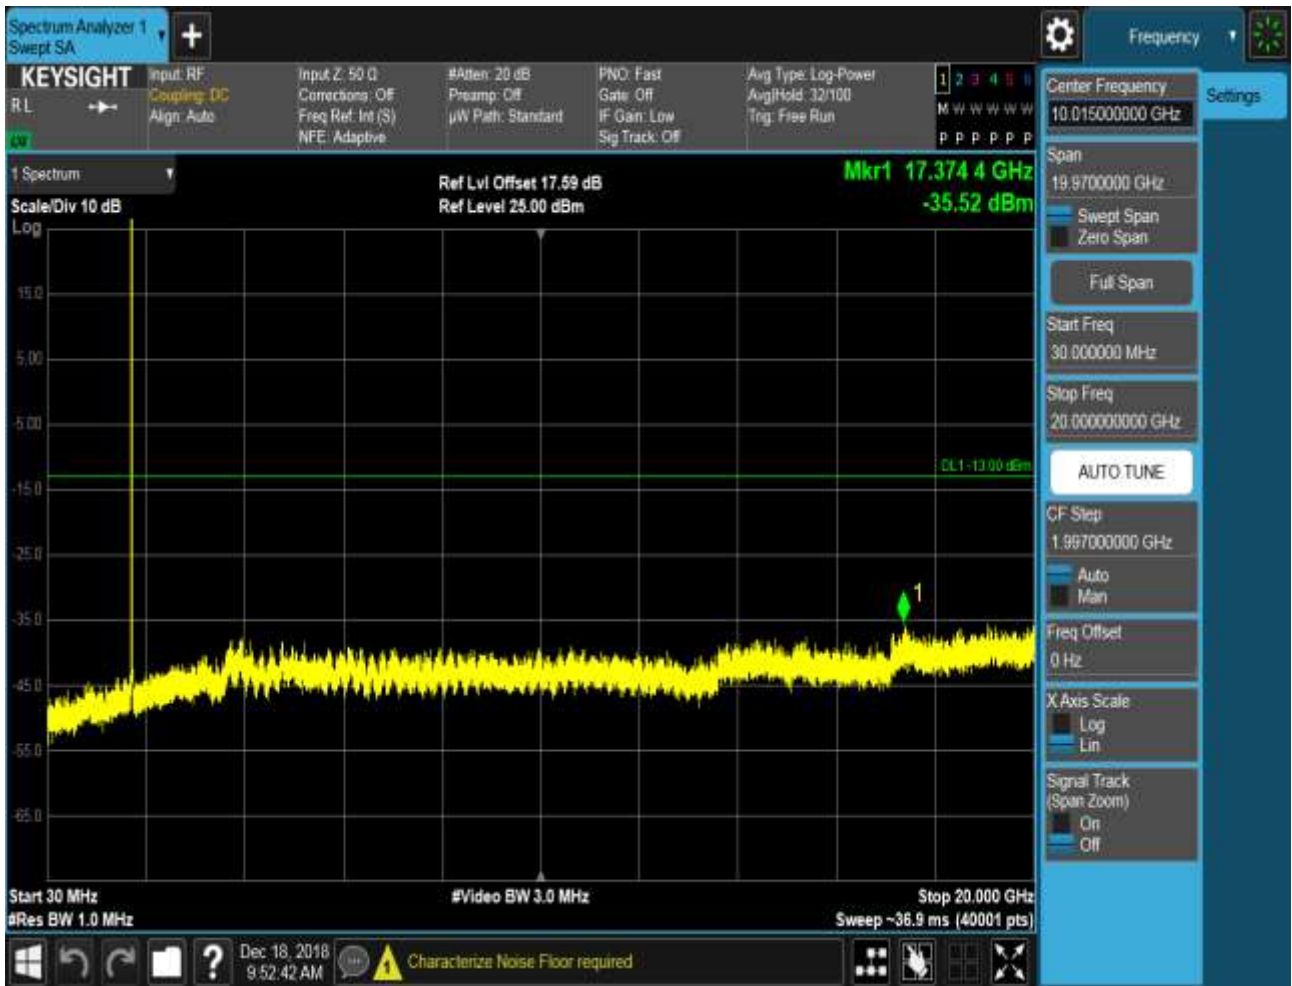 Spectrum Analyzer 1
Swept SA
+
Frequency
KEYSIGHT
RL
Input: RF
Coupling: DC
Align: Auto
Input Z: 50 Ω
Corrections: Off
Freq Ref: Int (S)
NFE: Adaptive
#Atten: 20 dB
Preamp: Off
µW Path: Standard
PNO: Fast
Gate: Off
IF Gain: Low
Sig Track: Off
Avg Type: Log-Power
Avg|Hold: 32/100
Trig: Free Run
1 2 3 4 5 6
M W W W W W
P P P P P P
1 Spectrum
Scale/Div 10 dB
Log
Ref Lvl Offset 17.59 dB
Ref Level 25.00 dBm
Mkr1 17.374 4 GHz
-35.52 dBm
15.0
5.00
-5.00
-15.0
-25.0
-35.0
-45.0
-55.0
-65.0
DL1 -13.00 dBm
1
Start 30 MHz
#Res BW 1.0 MHz
#Video BW 3.0 MHz
Stop 20.000 GHz
Sweep ~36.9 ms (40001 pts)
Center Frequency
10.015000000 GHz
Settings
Span
19.9700000 GHz
Swept Span
Zero Span
Full Span
Start Freq
30.000000 MHz
Stop Freq
20.000000000 GHz
AUTO TUNE
CF Step
1.997000000 GHz
Auto
Man
Freq Offset
0 Hz
X Axis Scale
Log
Lin
Signal Track
(Span Zoom)
On
Off
?
Dec 18, 2018
9:52:42 AM
1
Characterize Noise Floor required